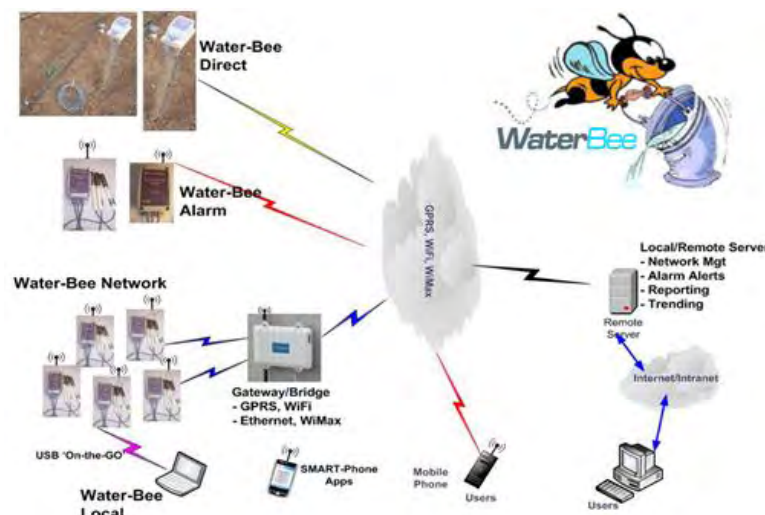 Water-Bee
Direct
WaterBee
Water-Bee
Alarm
GPRS, WiFi, WiMax
Local/Remote Server
- Network Mgt
- Alarm Alerts
- Reporting
- Trending
Remote
Server
Water-Bee Network
Gateway/Bridge
- GPRS, WiFi
- Ethernet, WiMax
Internet/Intranet
USB 'On-the-GO'
SMART-Phone
Apps
Mobile
Phone
Users
Users
Water-Bee
Local